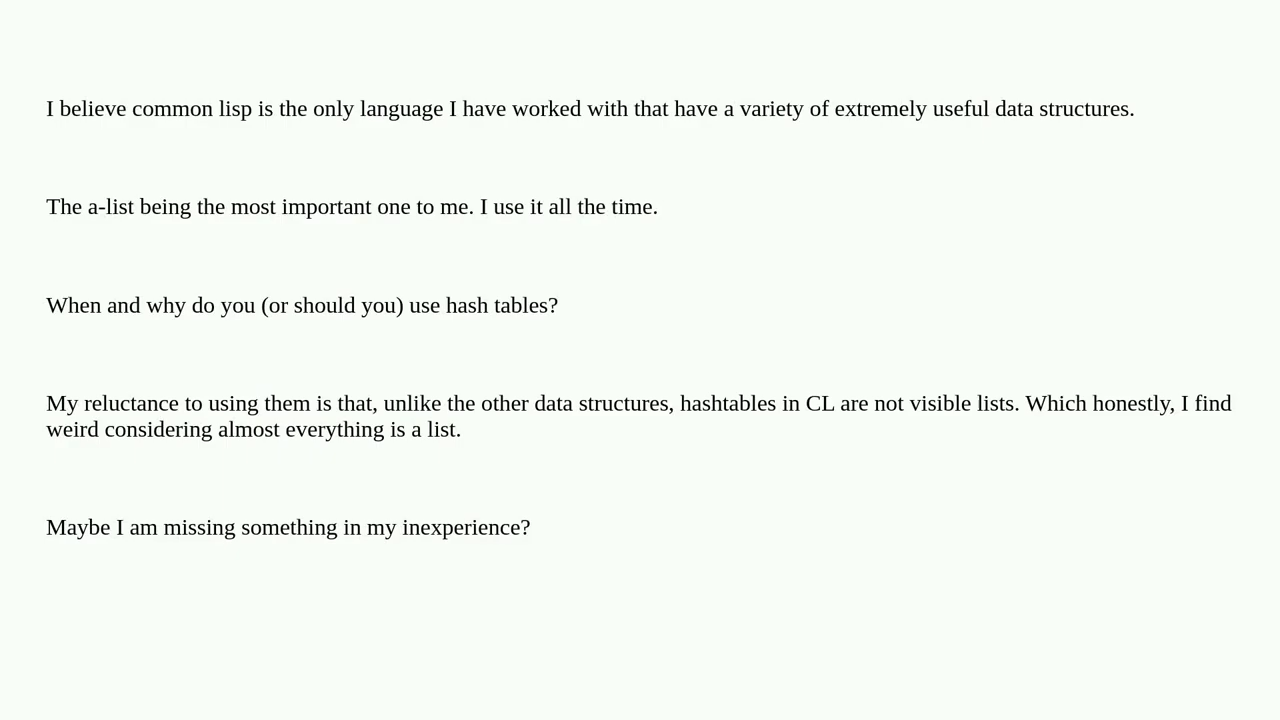 I believe common lisp is the only language I have worked with that have a variety of extremely useful data structures.
The a-list being the most important one to me. I use it all the time.
When and why do you (or should you) use hash tables?
My reluctance to using them is that, unlike the other data structures, hashtables in CL are not visible lists. Which honestly, I find
weird considering almost everything is a list.
Maybe I am missing something in my inexperience?